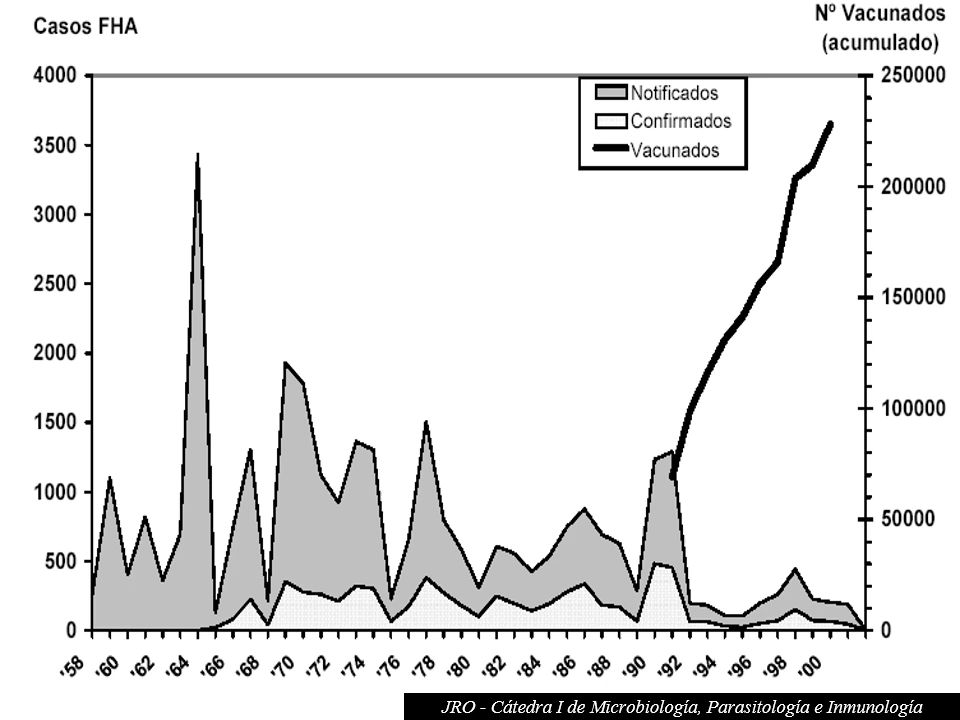 Casos FHA
Nº Vacunados
(acumulado)
4000
3500
3000
2500
2000
1500
1000
500
0
250000
200000
150000
100000
50000
0
Notificados
Confirmados
Vacunados
'58 '60 '62 '64 '66 '68 '70 '72 '74 '76 '78 '80 '82 '84 '86 '88 '90 '92 '94 '96 '98 '00
JRO - Cátedra I de Microbiología, Parasitología e Inmunología